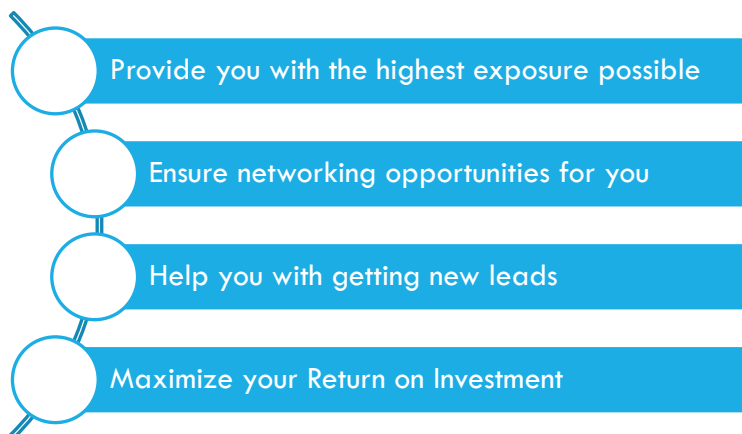 Provide you with the highest exposure possible
Ensure networking opportunities for you
Help you with getting new leads
Maximize your Return on Investment